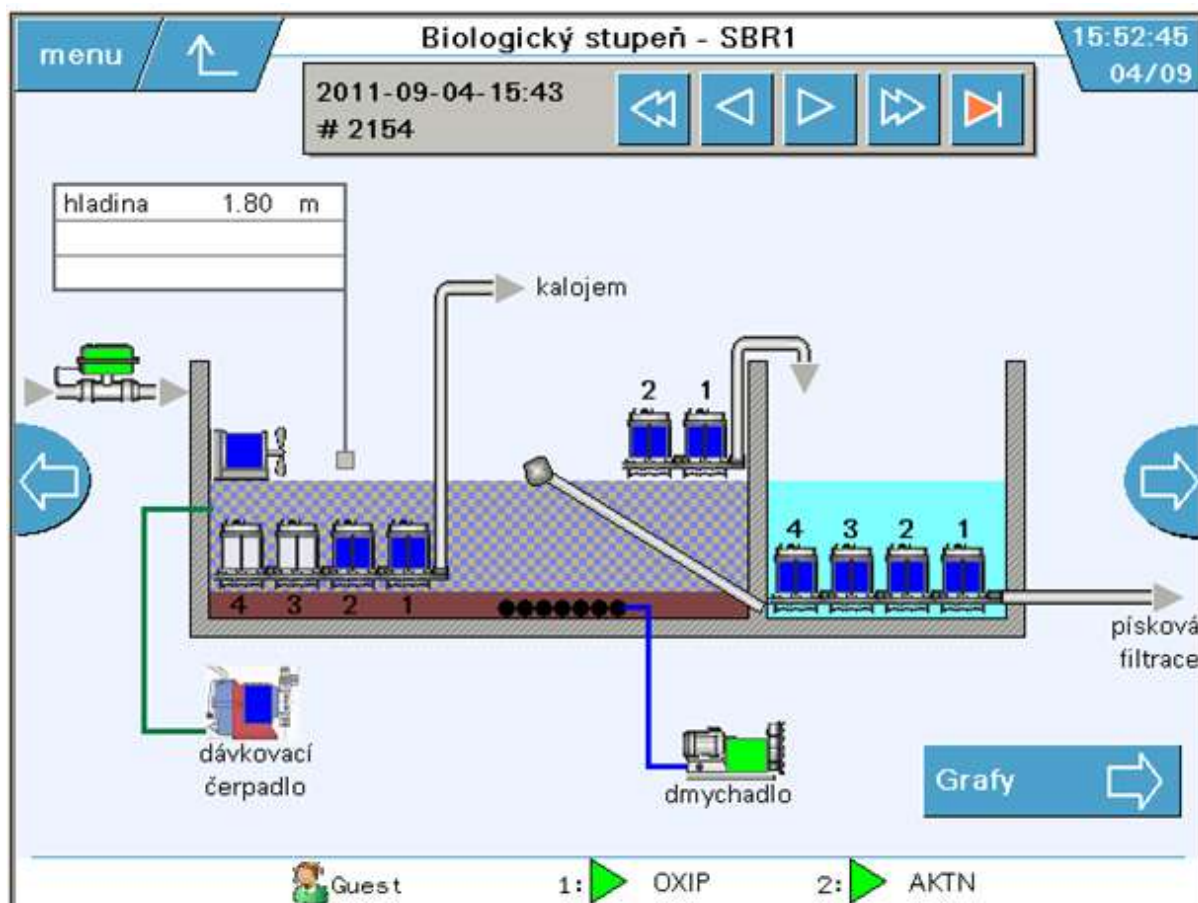 menu
Biologický stupeň - SBR1
15:52:45
04/09
2011-09-04-15:43
# 2154
hladina 1.80 m
kalojem
2 1
4 3 2 1
4 3 2 1
písková
filtrace
dávkovací
čerpadlo
dmychadlo
Grafy
Guest 1: OXIP 2: AKTN